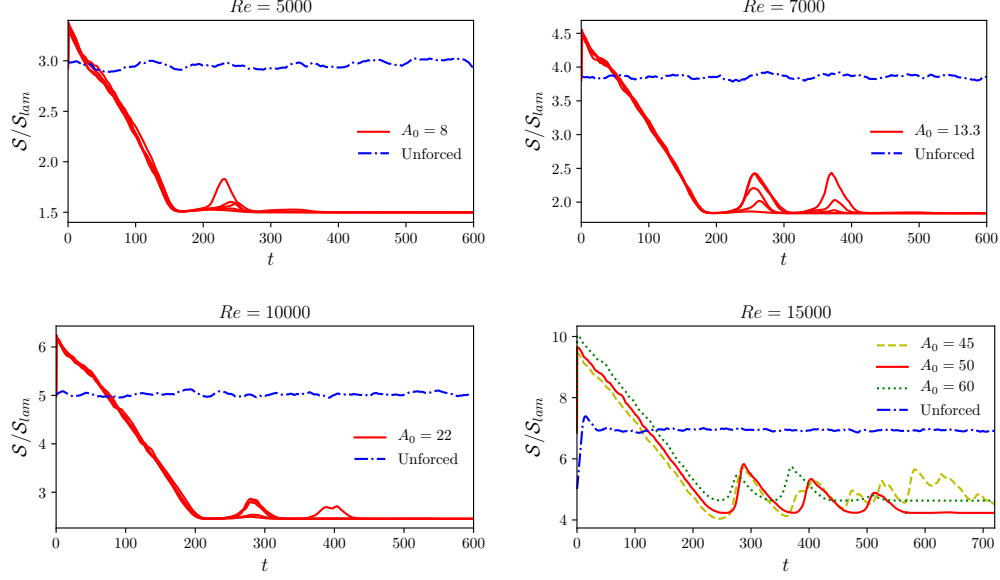 Re = 5000
S/S_lam
3.0
2.5
2.0
1.5
A_0 = 8
Unforced
0 100 200 300 400 500 600
t
Re = 7000
S/S_lam
4.5
4.0
3.5
3.0
2.5
2.0
A_0 = 13.3
Unforced
0 100 200 300 400 500 600
t
Re = 10000
S/S_lam
6
5
4
3
A_0 = 22
Unforced
0 100 200 300 400 500 600
t
Re = 15000
S/S_lam
10
8
6
4
A_0 = 45
A_0 = 50
A_0 = 60
Unforced
0 100 200 300 400 500 600 700
t